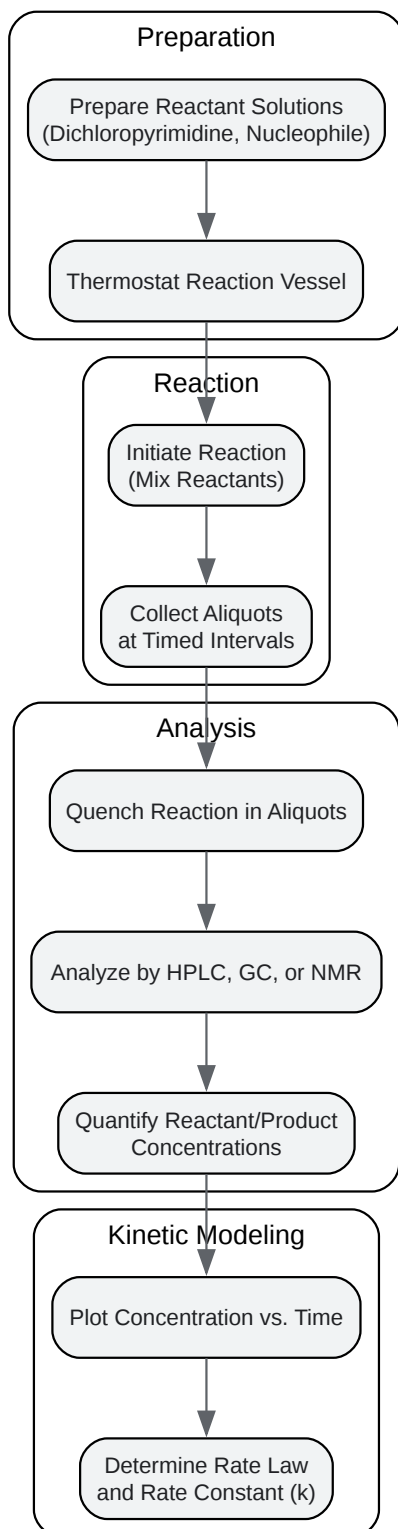 Preparation
Prepare Reactant Solutions
(Dichloropyrimidine, Nucleophile)
Thermostat Reaction Vessel
Reaction
Initiate Reaction
(Mix Reactants)
Collect Aliquots
at Timed Intervals
Analysis
Quench Reaction in Aliquots
Analyze by HPLC, GC, or NMR
Quantify Reactant/Product
Concentrations
Kinetic Modeling
Plot Concentration vs. Time
Determine Rate Law
and Rate Constant (k)